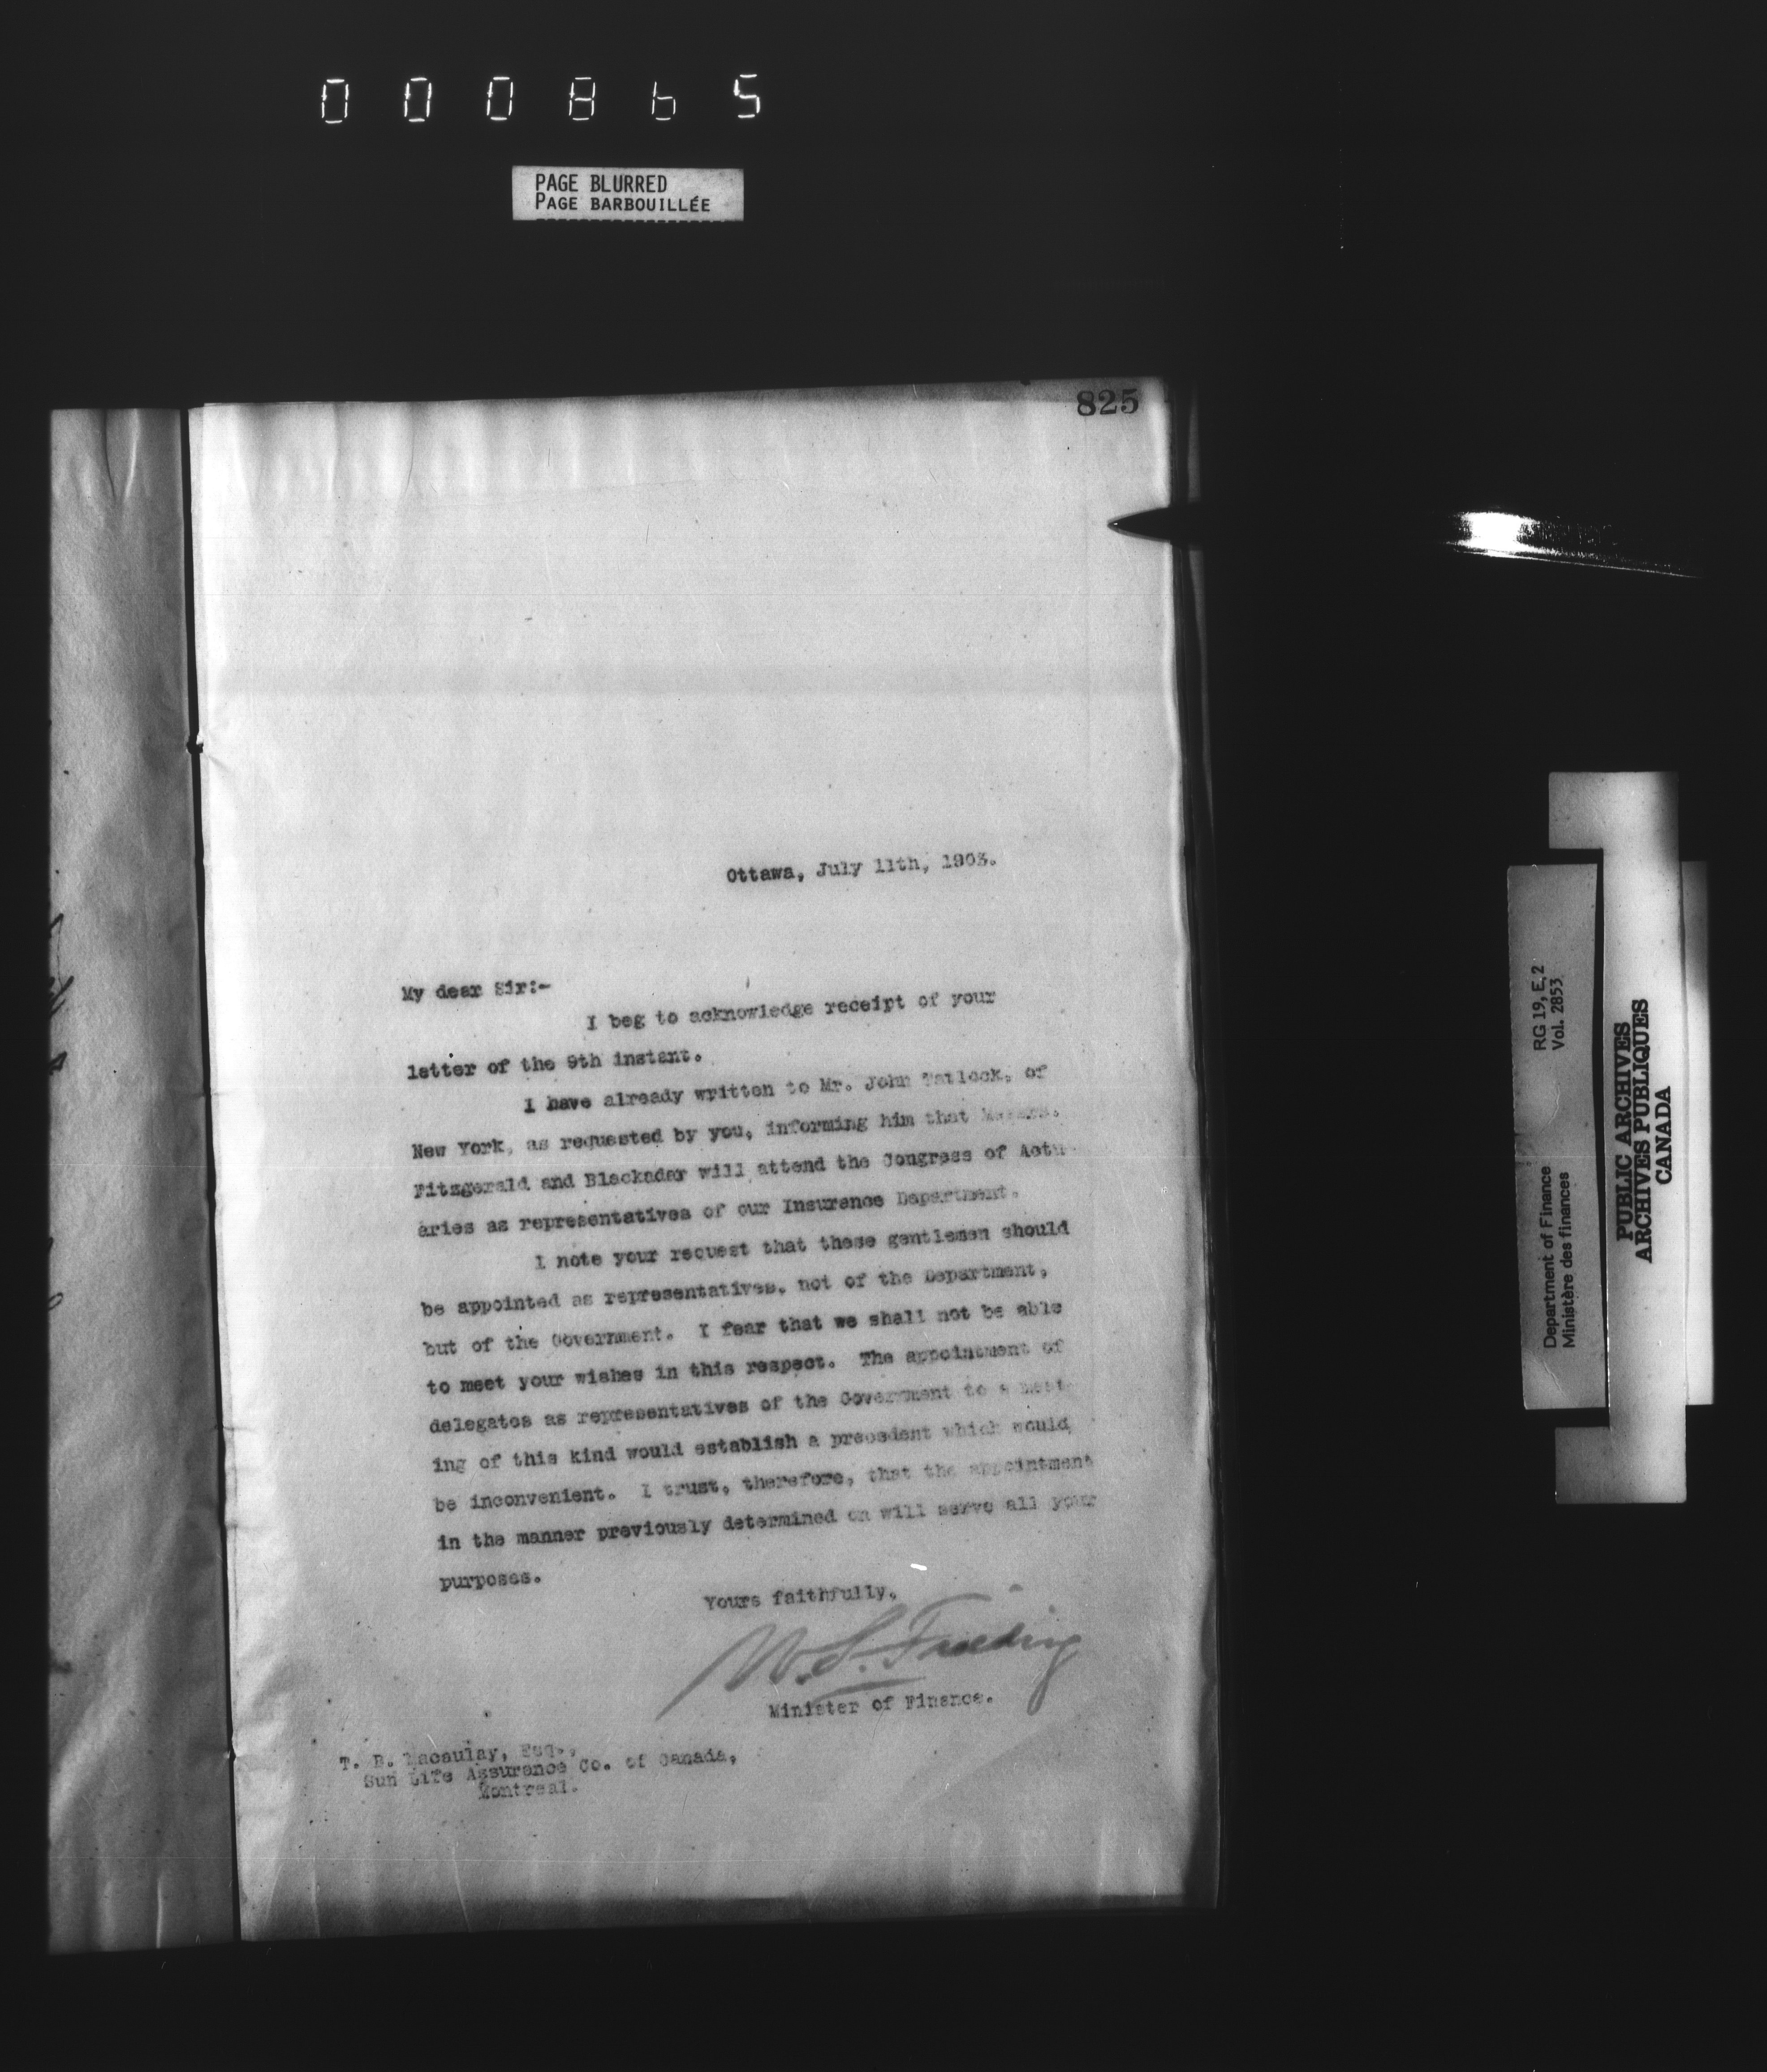 000865
PAGE BLURRED
PAGE BARBOUILLÉE
825
Ottawa, July 11th, 1903.
My dear Sir:-
I beg to acknowledge receipt of your
letter of the 9th instant.
I have already written to Mr. John Tatlock, of
New York, as requested by you, informing him that Messrs.
Fitzgerald and Blackadar will attend the Congress of Actu-
aries as representatives of our Insurance Department.
I note your request that these gentlemen should
be appointed as representatives, not of the Department,
but of the Government. I fear that we shall not be able
to meet your wishes in this respect. The appointment of
delegates as representatives of the Government to a meet-
ing of this kind would establish a precedent which would
be inconvenient. I trust, therefore, that the appointment
in the manner previously determined on will serve all your
purposes.
Yours faithfully,
W.S. Fielding
Minister of Finance.
T. B. Macaulay, Esq.,
Sun Life Assurance Co. of Canada,
Montreal.
RG 19, E, 2
Vol. 2853
Department of Finance
Ministère des finances
PUBLIC ARCHIVES
ARCHIVES PUBLIQUES
CANADA